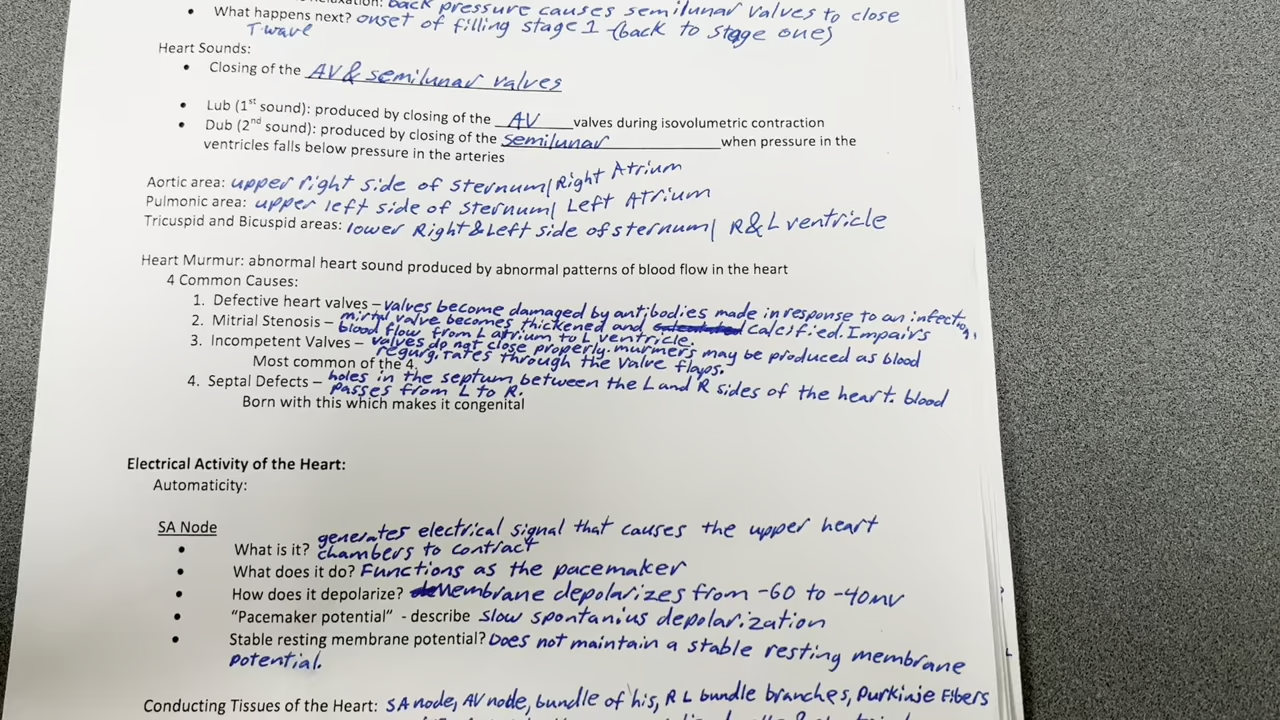 back pressure causes semilunar valves to close
• What happens next? onset of filling stage 1 (back to stage one)
T-wave
Heart Sounds:
• Closing of the AV & semilunar valves
• Lub (1st sound): produced by closing of the AV valves during isovolumetric contraction
• Dub (2nd sound): produced by closing of the semilunar when pressure in the
ventricles falls below pressure in the arteries
Aortic area: upper right side of sternum/Right Atrium
Pulmonic area: upper left side of sternum/ Left Atrium
Tricuspid and Bicuspid areas: lower Right & Left side of sternum/ R&L ventricle
Heart Murmur: abnormal heart sound produced by abnormal patterns of blood flow in the heart
4 Common Causes:
1. Defective heart valves – valves become damaged by antibodies made in response to an infection.
2. Mitrial Stenosis – mirtal valve becomes thickened and calcified. Impairs
blood flow from L atrium to L ventricle.
3. Incompetent Valves – valves do not close properly. murmers may be produced as blood
regurgitates through the valve flaps.
Most common of the 4.
4. Septal Defects – holes in the septum between the L and R sides of the heart. blood
passes from L to R.
Born with this which makes it congenital
Electrical Activity of the Heart:
Automaticity:
SA Node
generates electrical signal that causes the upper heart
• What is it? chambers to contract
• What does it do? Functions as the pacemaker
• How does it depolarize? Membrane depolarizes from -60 to -40mv
• "Pacemaker potential" - describe slow spontanius depolarization
• Stable resting membrane potential? Does not maintain a stable resting membrane
potential.
Conducting Tissues of the Heart: SA node, AV node, bundle of his, R L bundle branches, Purkinje Fibers